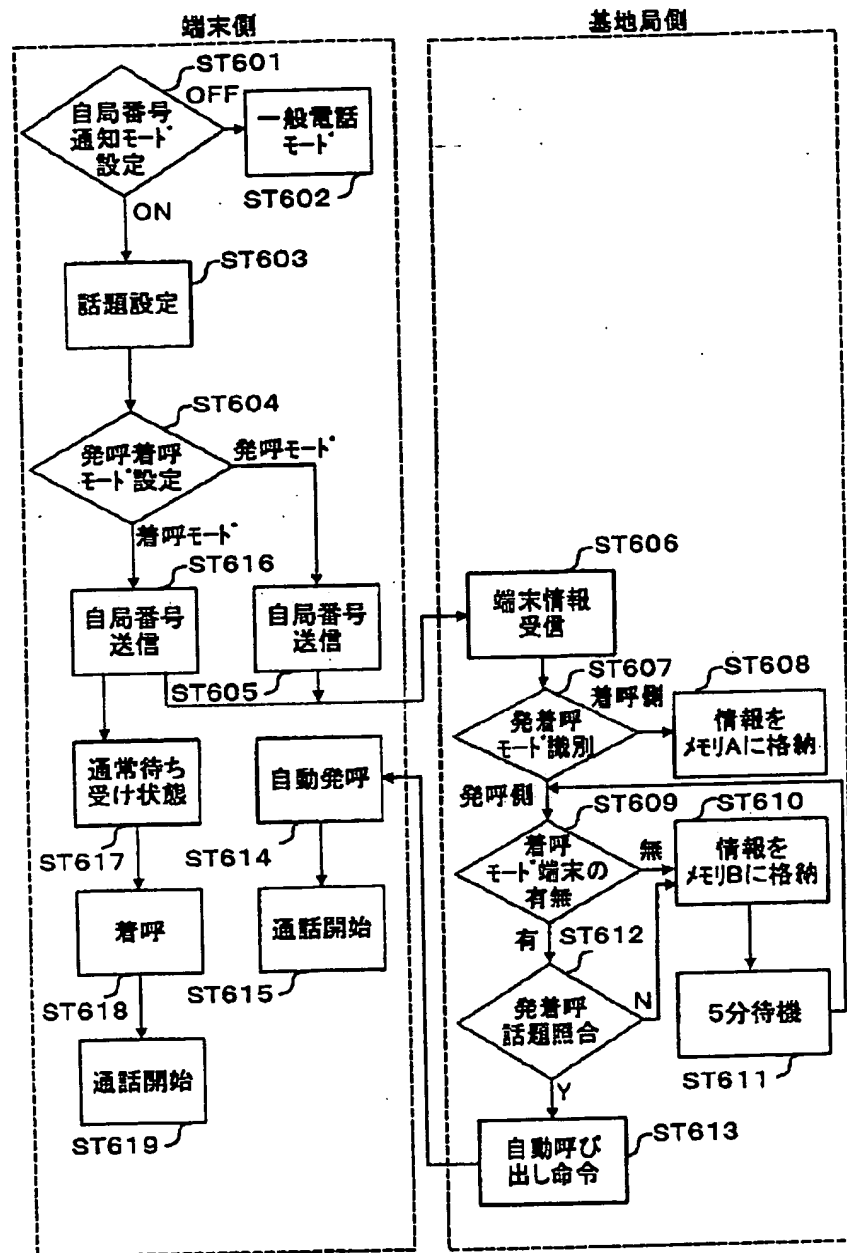 端末側
基地局側
ST601
自局番号
通知モード
設定
OFF
一般電話
モード
ST602
ON
ST603
話題設定
ST604
発呼着呼
モード設定
発呼モード
着呼モード
ST616
自局番号
送信
自局番号
送信
ST605
ST606
端末情報
受信
ST607
発着呼
モード識別
着呼側
ST608
情報を
メモリAに格納
発呼側
ST609
着呼
モード端末の
有無
無
ST610
情報を
メモリBに格納
通常待ち
受け状態
ST617
自動発呼
ST614
着呼
ST618
通話開始
ST615
有
ST612
発着呼
話題照合
N
5分待機
ST611
通話開始
ST619
Y
自動呼び
出し命令
ST613